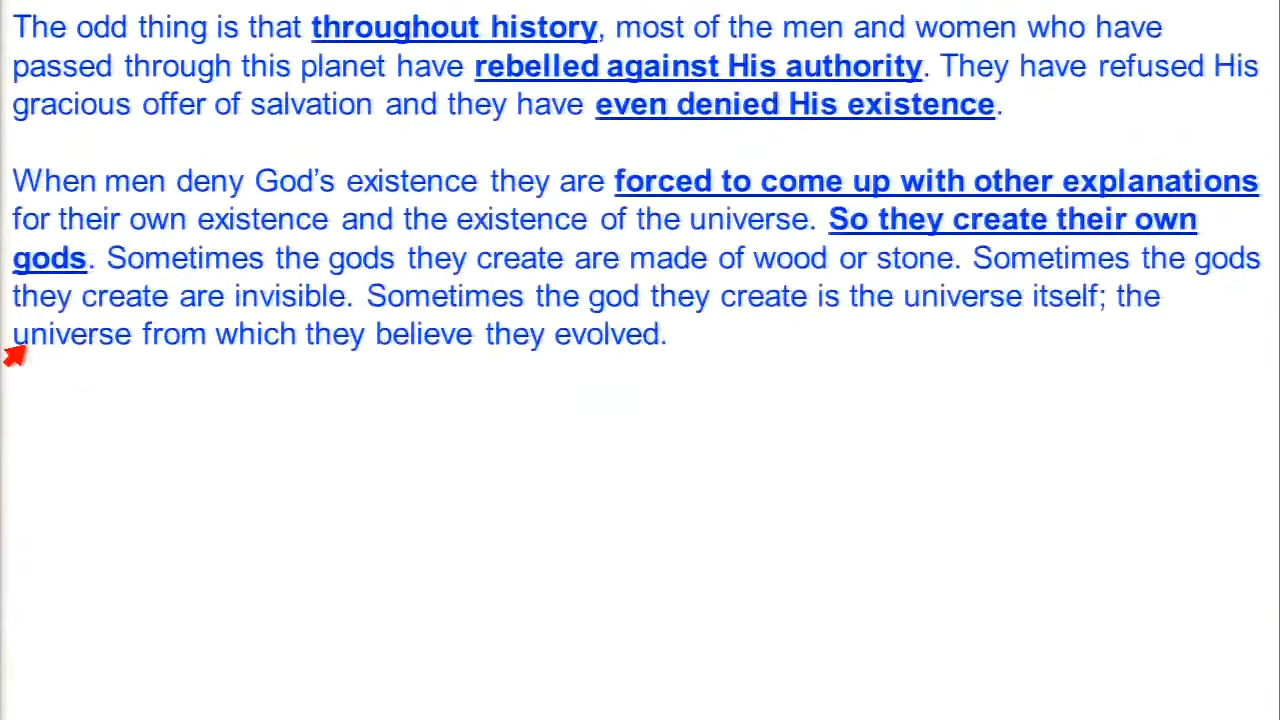 The odd thing is that throughout history, most of the men and women who have
passed through this planet have rebelled against His authority. They have refused His
gracious offer of salvation and they have even denied His existence.
When men deny God’s existence they are forced to come up with other explanations
for their own existence and the existence of the universe. So they create their own
gods. Sometimes the gods they create are made of wood or stone. Sometimes the gods
they create are invisible. Sometimes the god they create is the universe itself; the
universe from which they believe they evolved.